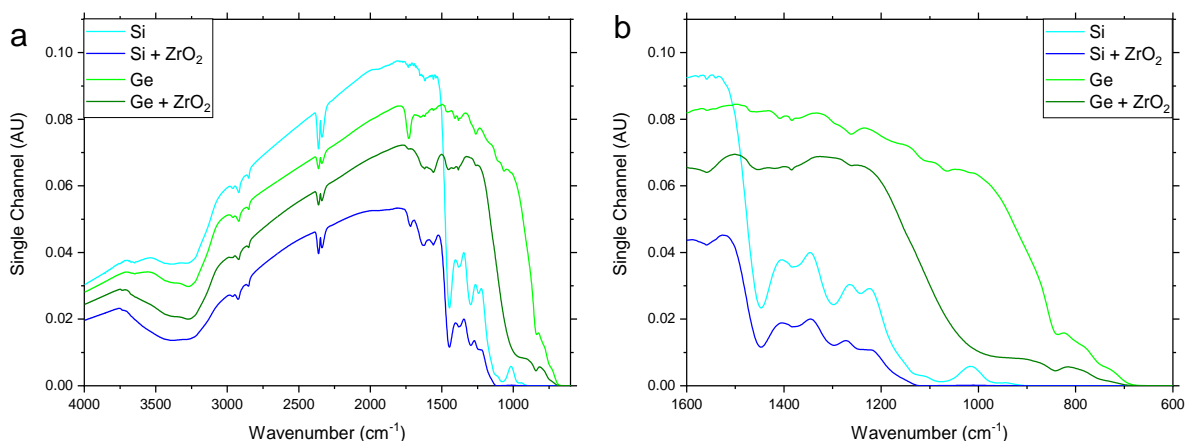 a
Si
Si + ZrO₂
Ge
Ge + ZrO₂
Single Channel (AU)
0.10
0.08
0.06
0.04
0.02
0.00
4000 3500 3000 2500 2000 1500 1000
Wavenumber (cm⁻¹)
b
Si
Si + ZrO₂
Ge
Ge + ZrO₂
Single Channel (AU)
0.10
0.08
0.06
0.04
0.02
0.00
1600 1400 1200 1000 800 600
Wavenumber (cm⁻¹)